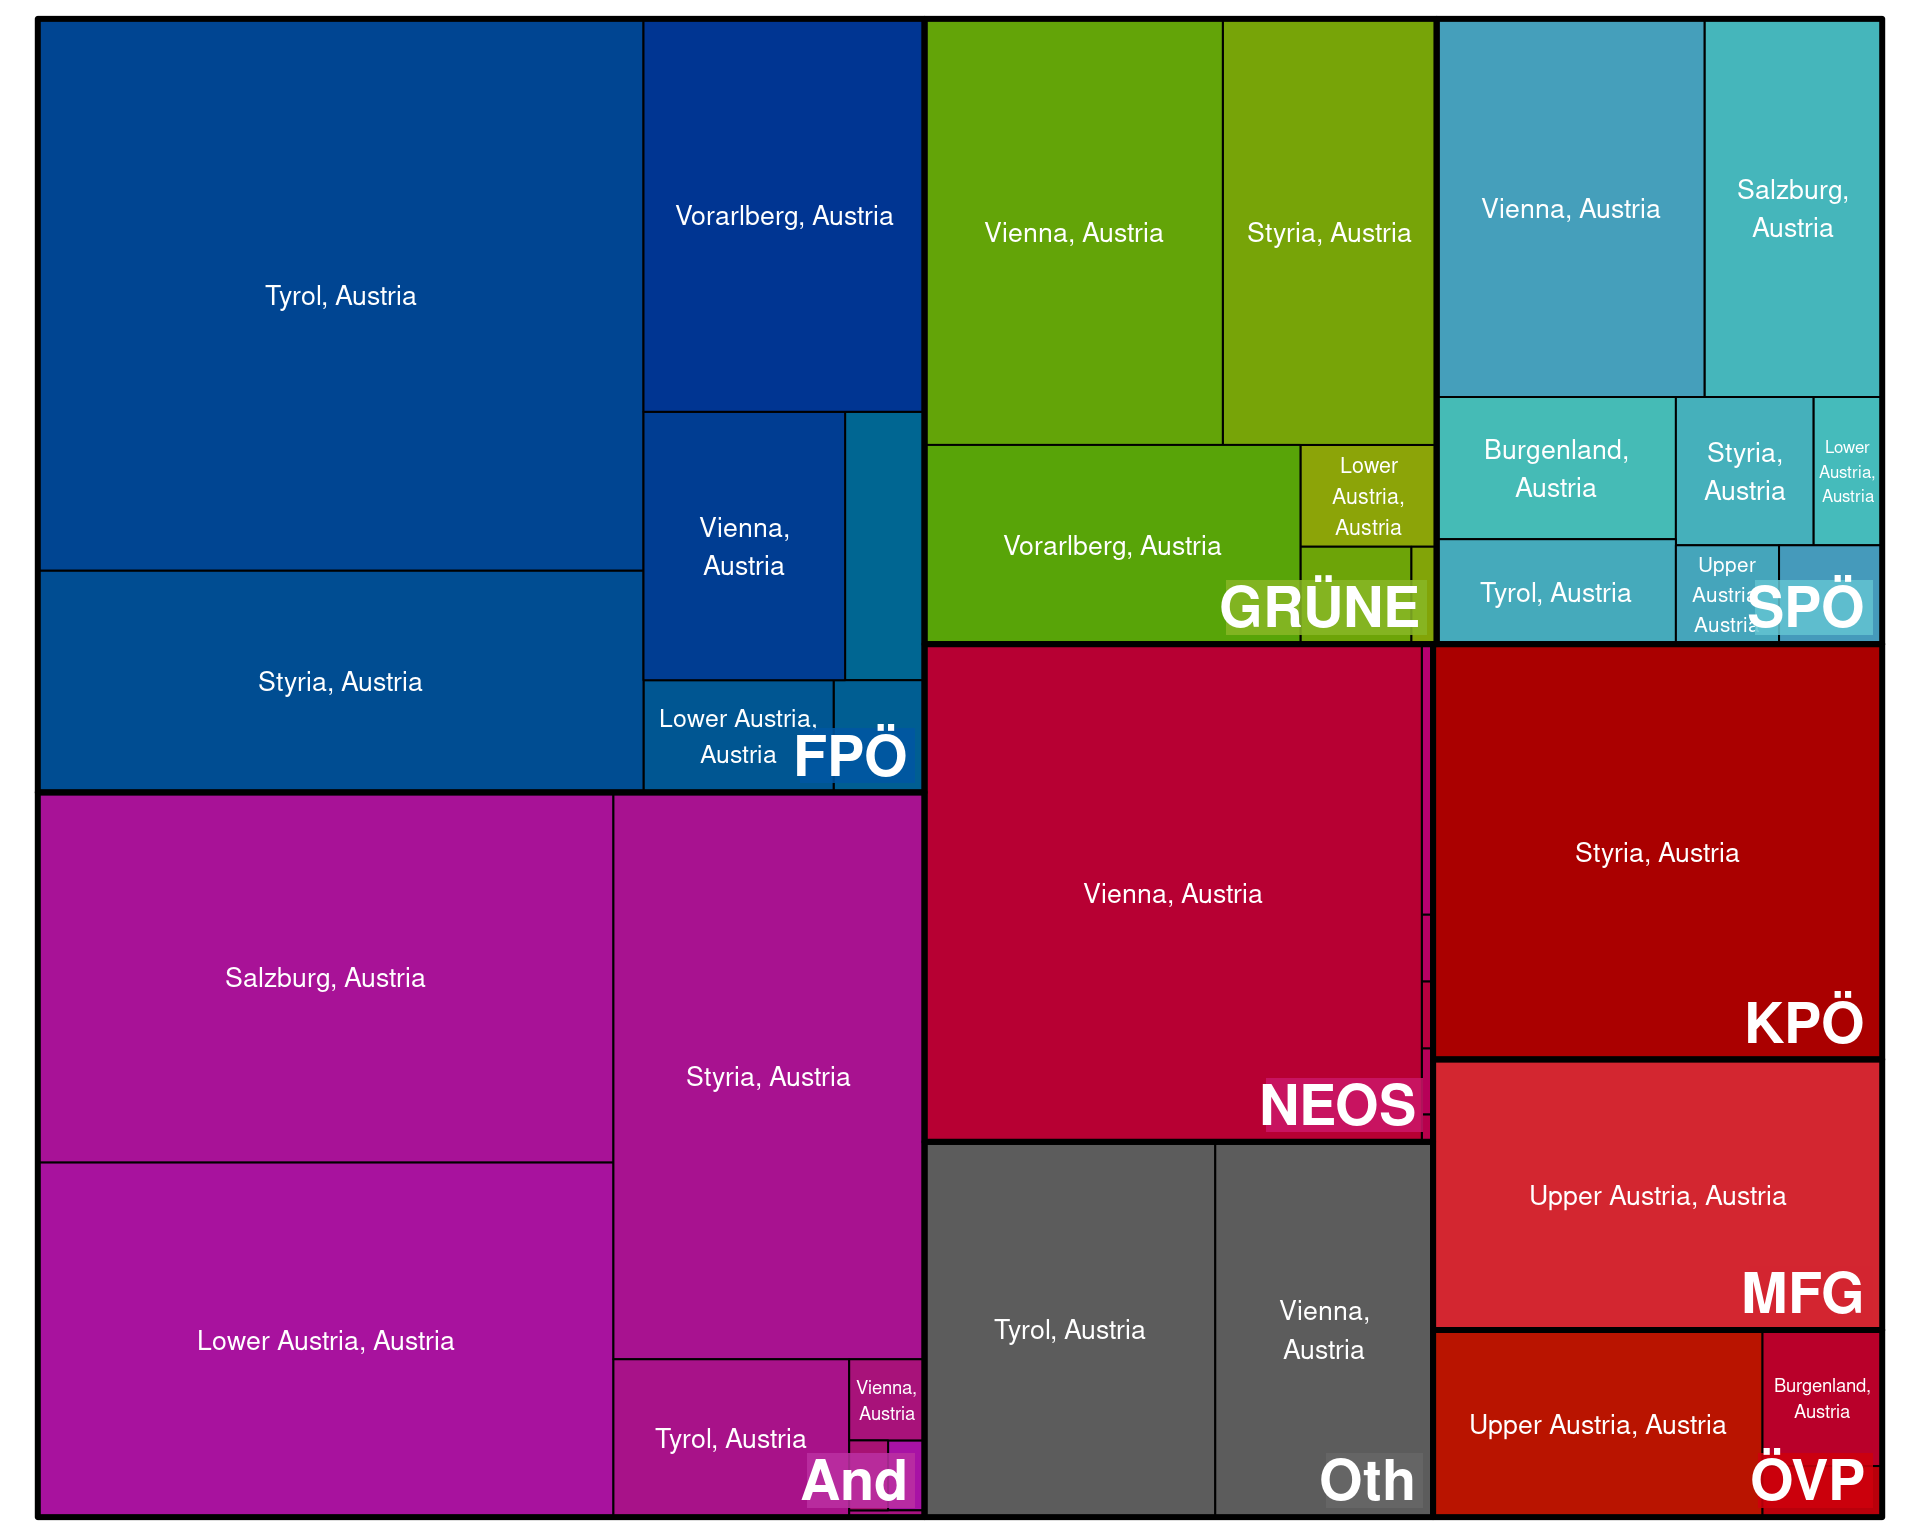 Tyrol, Austria
Vorarlberg, Austria
Vienna,
Austria
Styria, Austria
Lower Austria,
Austria
FPÖ
Vienna, Austria
Styria, Austria
Vorarlberg, Austria
Lower
Austria,
Austria
GRÜNE
Vienna, Austria
Salzburg,
Austria
Burgenland,
Austria
Styria,
Austria
Lower
Austria,
Austria
Tyrol, Austria
Upper
Austria,
Austria
SPÖ
Salzburg, Austria
Styria, Austria
Lower Austria, Austria
Tyrol, Austria
Vienna,
Austria
And
Vienna, Austria
NEOS
Styria, Austria
KPÖ
Upper Austria, Austria
MFG
Tyrol, Austria
Vienna,
Austria
Oth
Upper Austria, Austria
Burgenland,
Austria
ÖVP